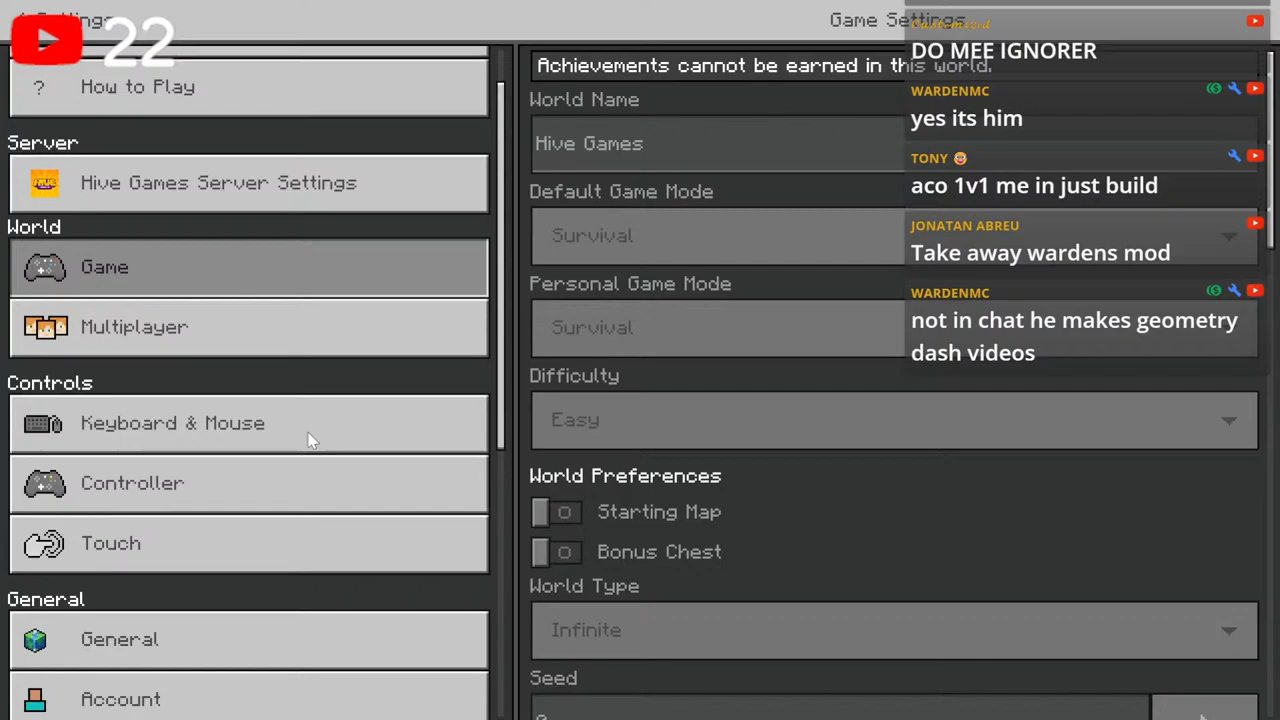 Settings
22
Game Settings
How to Play
Server
Hive Games Server Settings
World
Game
Multiplayer
Controls
Keyboard & Mouse
Controller
Touch
General
General
Account
Achievements cannot be earned in this world.
World Name
Hive Games
Default Game Mode
Survival
Personal Game Mode
Survival
Difficulty
Easy
World Preferences
Starting Map
Bonus Chest
World Type
Infinite
Seed
Customized
DO MEE IGNORER
WARDENMC
yes its him
TONY 🤡
aco 1v1 me in just build
JONATAN ABREU
Take away wardens mod
WARDENMC
not in chat he makes geometry
dash videos